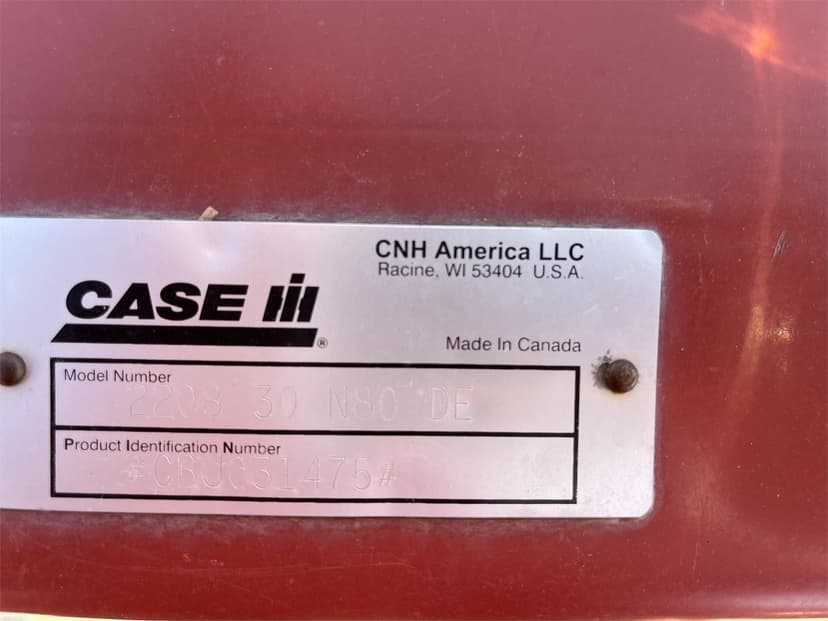 CNH America LLC
Racine, WI 53404 U.S.A.
CASE IH®
Made In Canada
Model Number
2208 30 N80 DE
Product Identification Number
#CBJ031475#